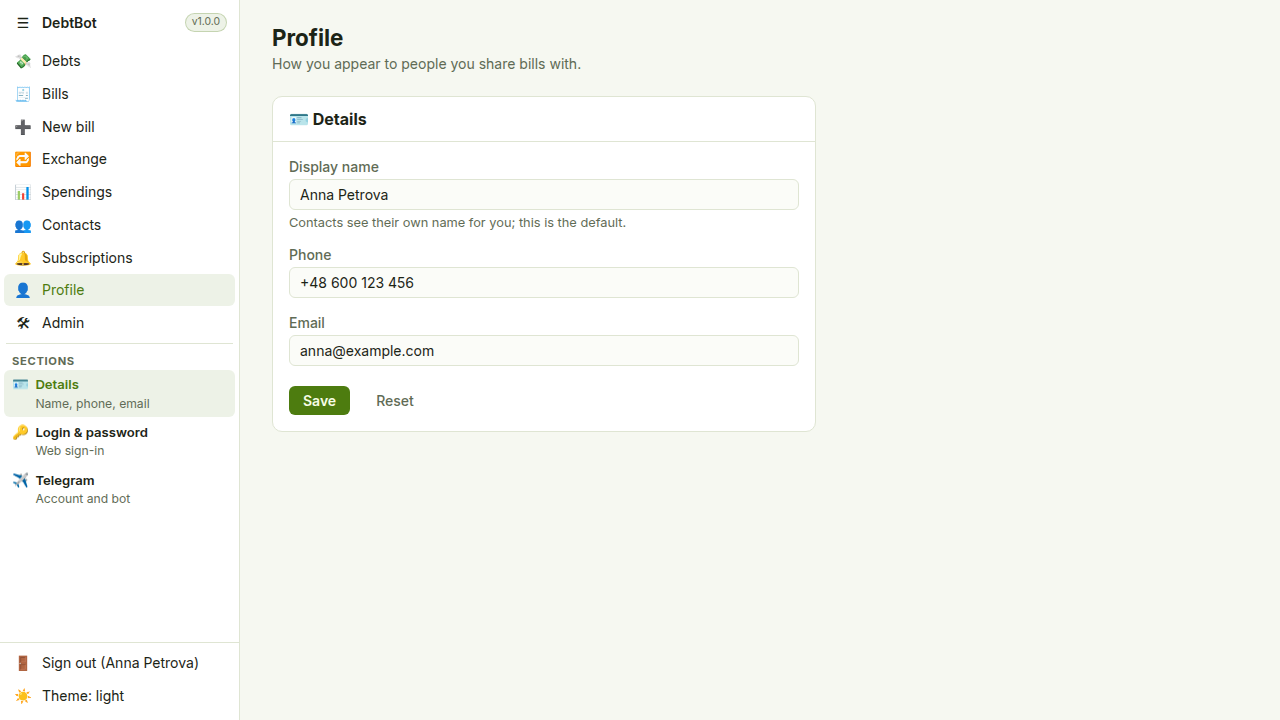 DebtBot
v1.0.0
Debts
Bills
New bill
Exchange
Spendings
Contacts
Subscriptions
Profile
Admin
SECTIONS
Details
Name, phone, email
Login & password
Web sign-in
Telegram
Account and bot
Sign out (Anna Petrova)
Theme: light
Profile
How you appear to people you share bills with.
Details
Display name
Anna Petrova
Contacts see their own name for you; this is the default.
Phone
+48 600 123 456
Email
anna@example.com
Save
Reset